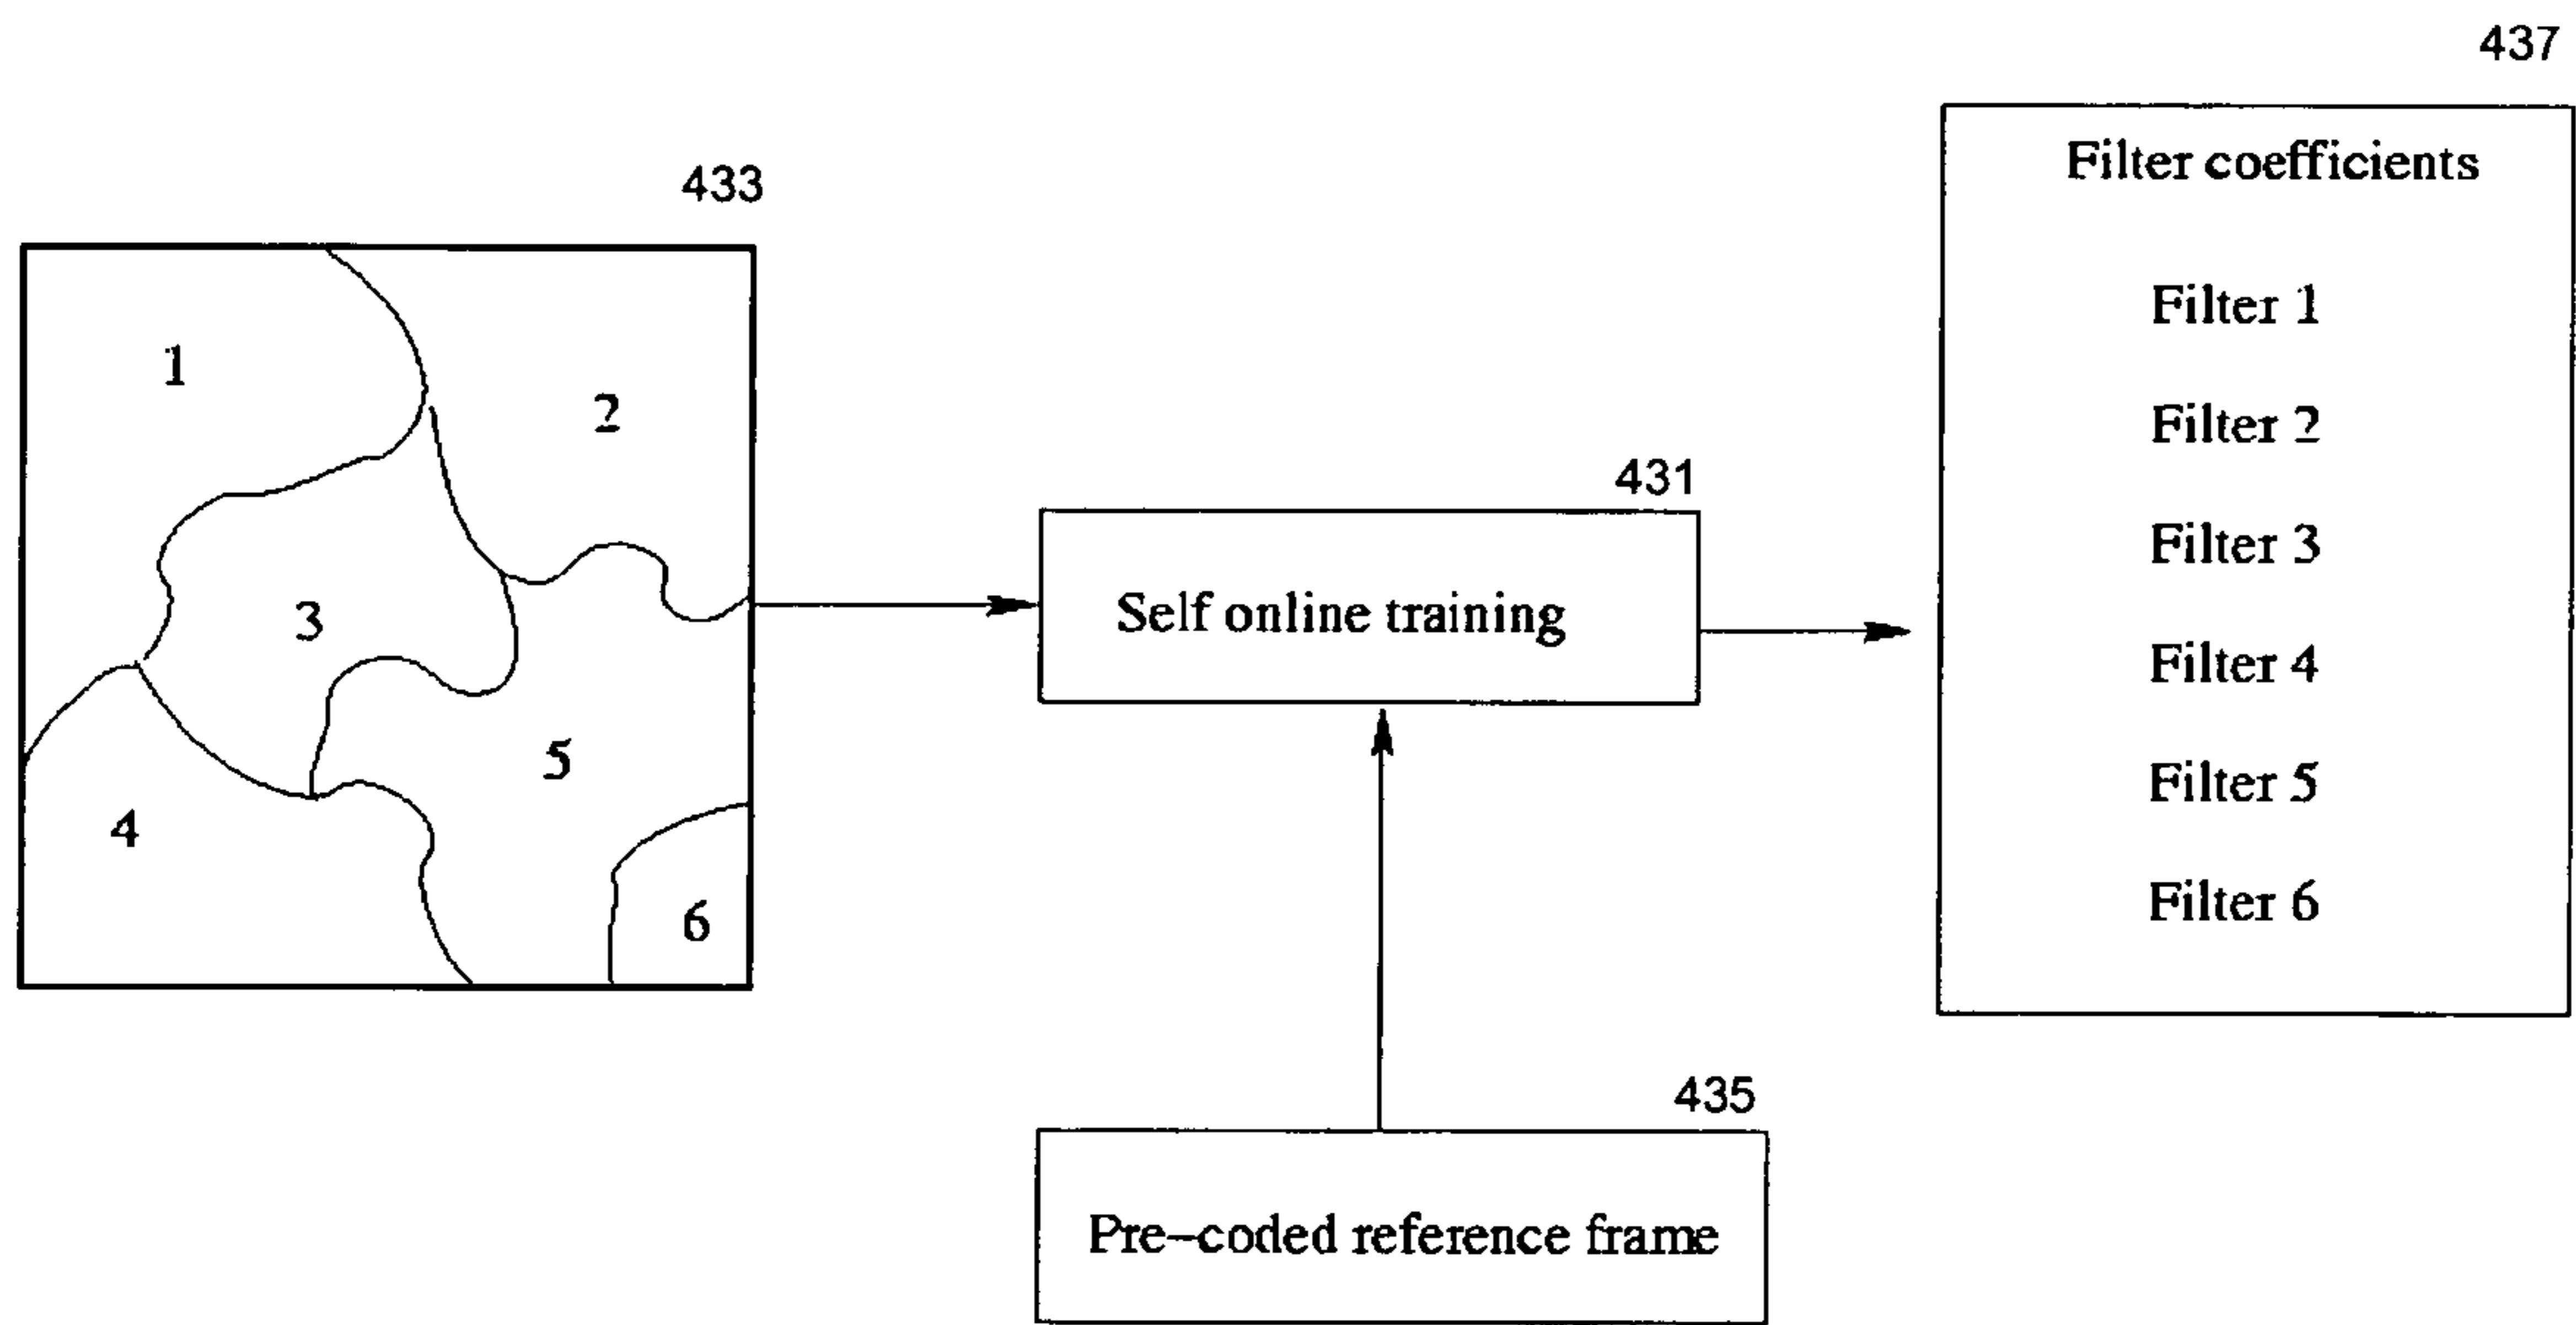 437
433
Filter coefficients
Filter 1
1
2
Filter 2
431
Filter 3
Self online training
3
Filter 4
5
Filter 5
4
6
Filter 6
435
Pre-coded reference frame